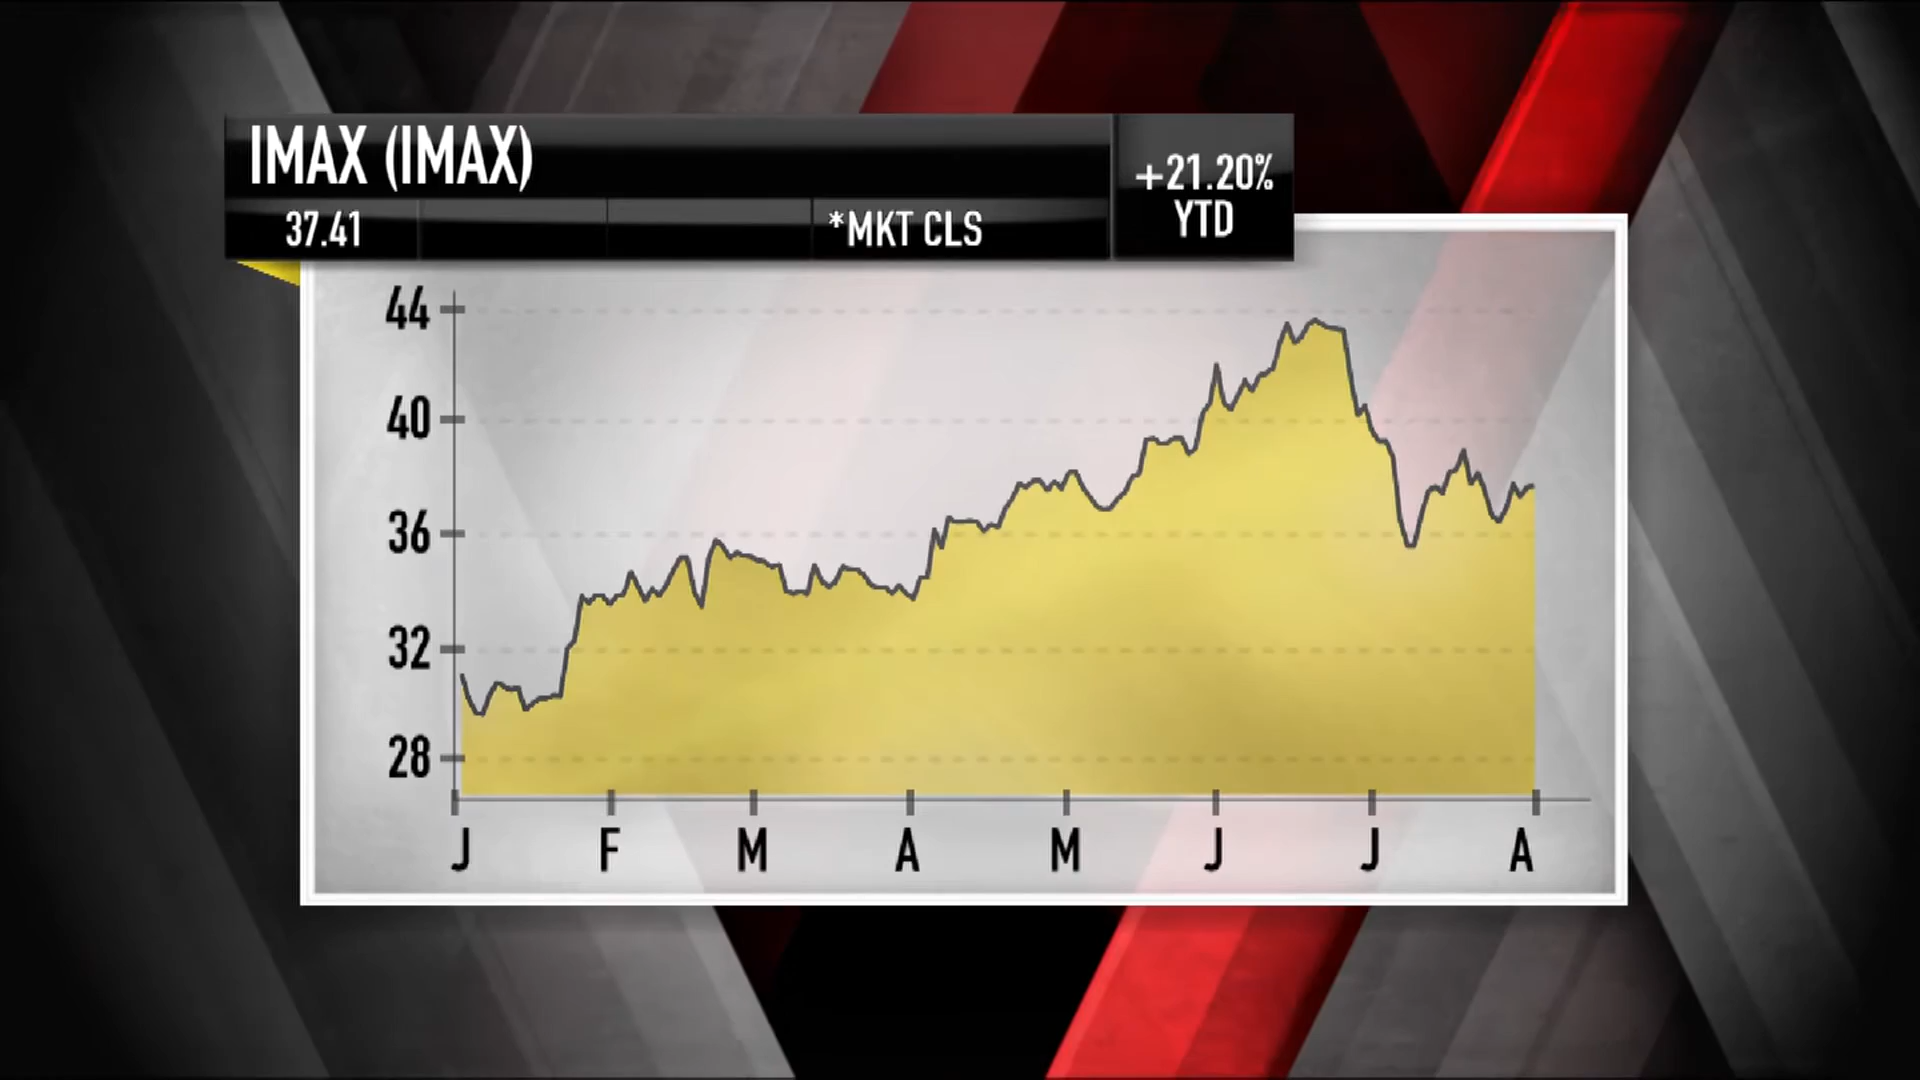 IMAX (IMAX)
+21.20%
YTD
37.41 *MKT CLS
44
40
36
32
28
J F M A M J J A